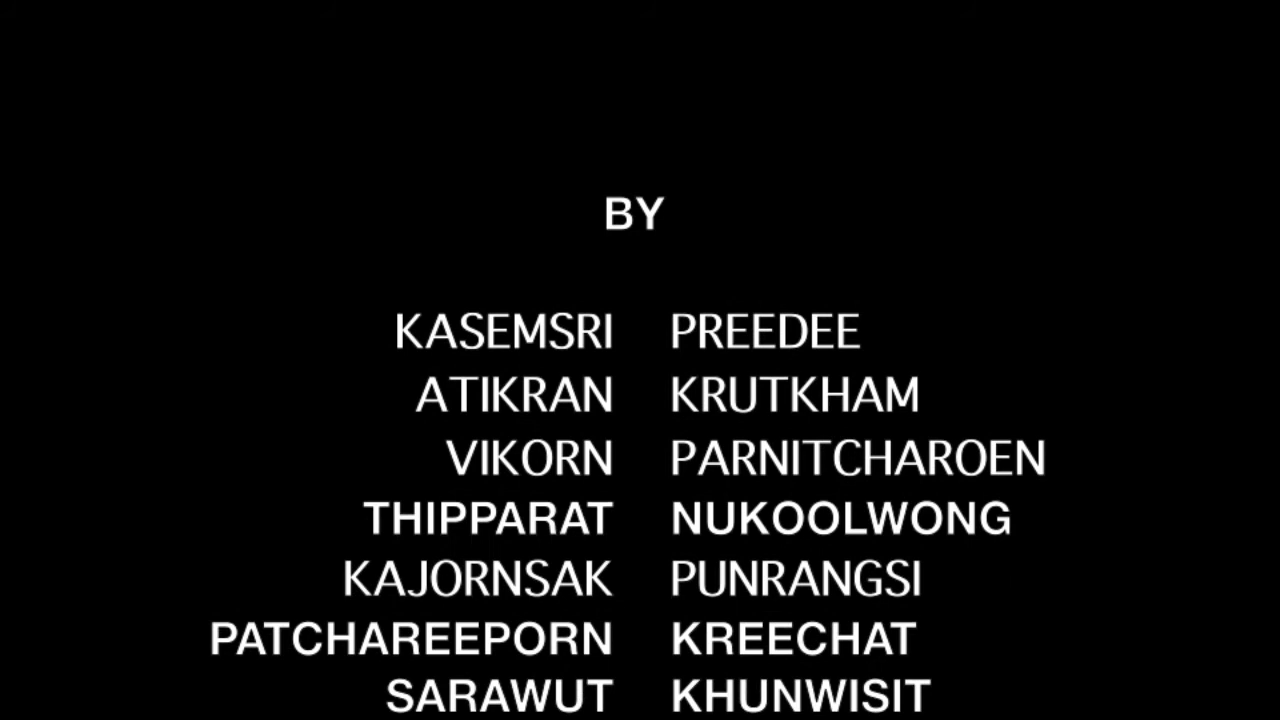 BY
KASEMSRI PREEDEE
ATIKRAN KRUTKHAM
VIKORN PARNITCHAROEN
THIPPARAT NUKOOLWONG
KAJORNSAK PUNRANGSI
PATCHAREEPORN KREECHAT
SARAWUT KHUNWISIT